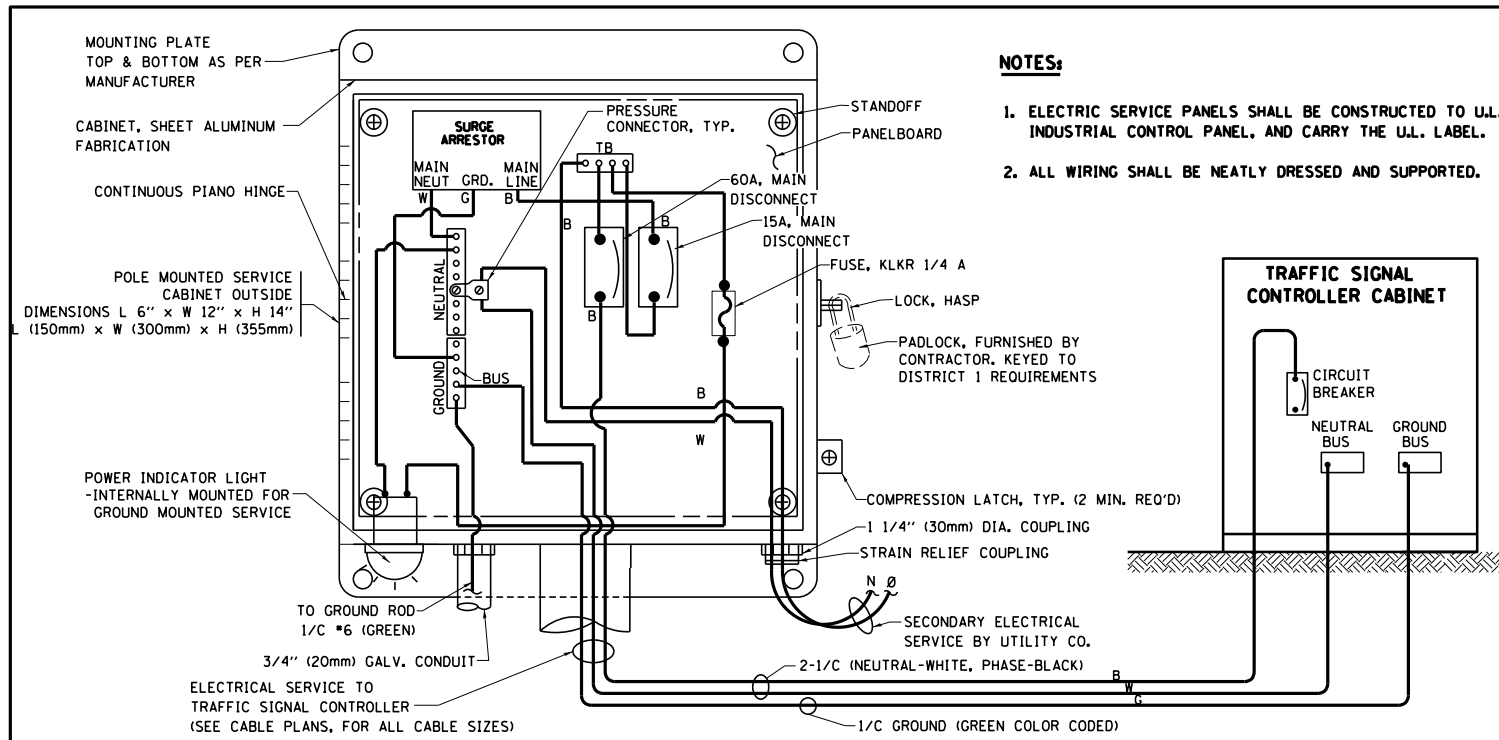 MOUNTING PLATE
TOP & BOTTOM AS PER
MANUFACTURER
CABINET, SHEET ALUMINUM
FABRICATION
CONTINUOUS PIANO HINGE
POLE MOUNTED SERVICE
CABINET OUTSIDE
DIMENSIONS L 6" x W 12" x H 14"
L (150mm) x W (300mm) x H (355mm)
POWER INDICATOR LIGHT
-INTERNALLY MOUNTED FOR
GROUND MOUNTED SERVICE
TO GROUND ROD
1/C #6 (GREEN)
3/4" (20mm) GALV. CONDUIT
ELECTRICAL SERVICE TO
TRAFFIC SIGNAL CONTROLLER
(SEE CABLE PLANS, FOR ALL CABLE SIZES)
SURGE
ARRESTOR
MAIN
NEUT
GRD.
MAIN
LINE
W
G
B
PRESSURE
CONNECTOR, TYP.
TB
60A, MAIN
DISCONNECT
B
B
15A, MAIN
DISCONNECT
B
NEUTRAL
GROUND
BUS
B
W
STANDOFF
PANELBOARD
FUSE, KLKR 1/4 A
LOCK, HASP
PADLOCK, FURNISHED BY
CONTRACTOR. KEYED TO
DISTRICT 1 REQUIREMENTS
COMPRESSION LATCH, TYP. (2 MIN. REQ'D)
1 1/4" (30mm) DIA. COUPLING
STRAIN RELIEF COUPLING
N Ø
SECONDARY ELECTRICAL
SERVICE BY UTILITY CO.
2-1/C (NEUTRAL-WHITE, PHASE-BLACK)
B
W
G
1/C GROUND (GREEN COLOR CODED)
NOTES:
1. ELECTRIC SERVICE PANELS SHALL BE CONSTRUCTED TO U.L.
INDUSTRIAL CONTROL PANEL, AND CARRY THE U.L. LABEL.
2. ALL WIRING SHALL BE NEATLY DRESSED AND SUPPORTED.
TRAFFIC SIGNAL
CONTROLLER CABINET
CIRCUIT
BREAKER
NEUTRAL
BUS
GROUND
BUS